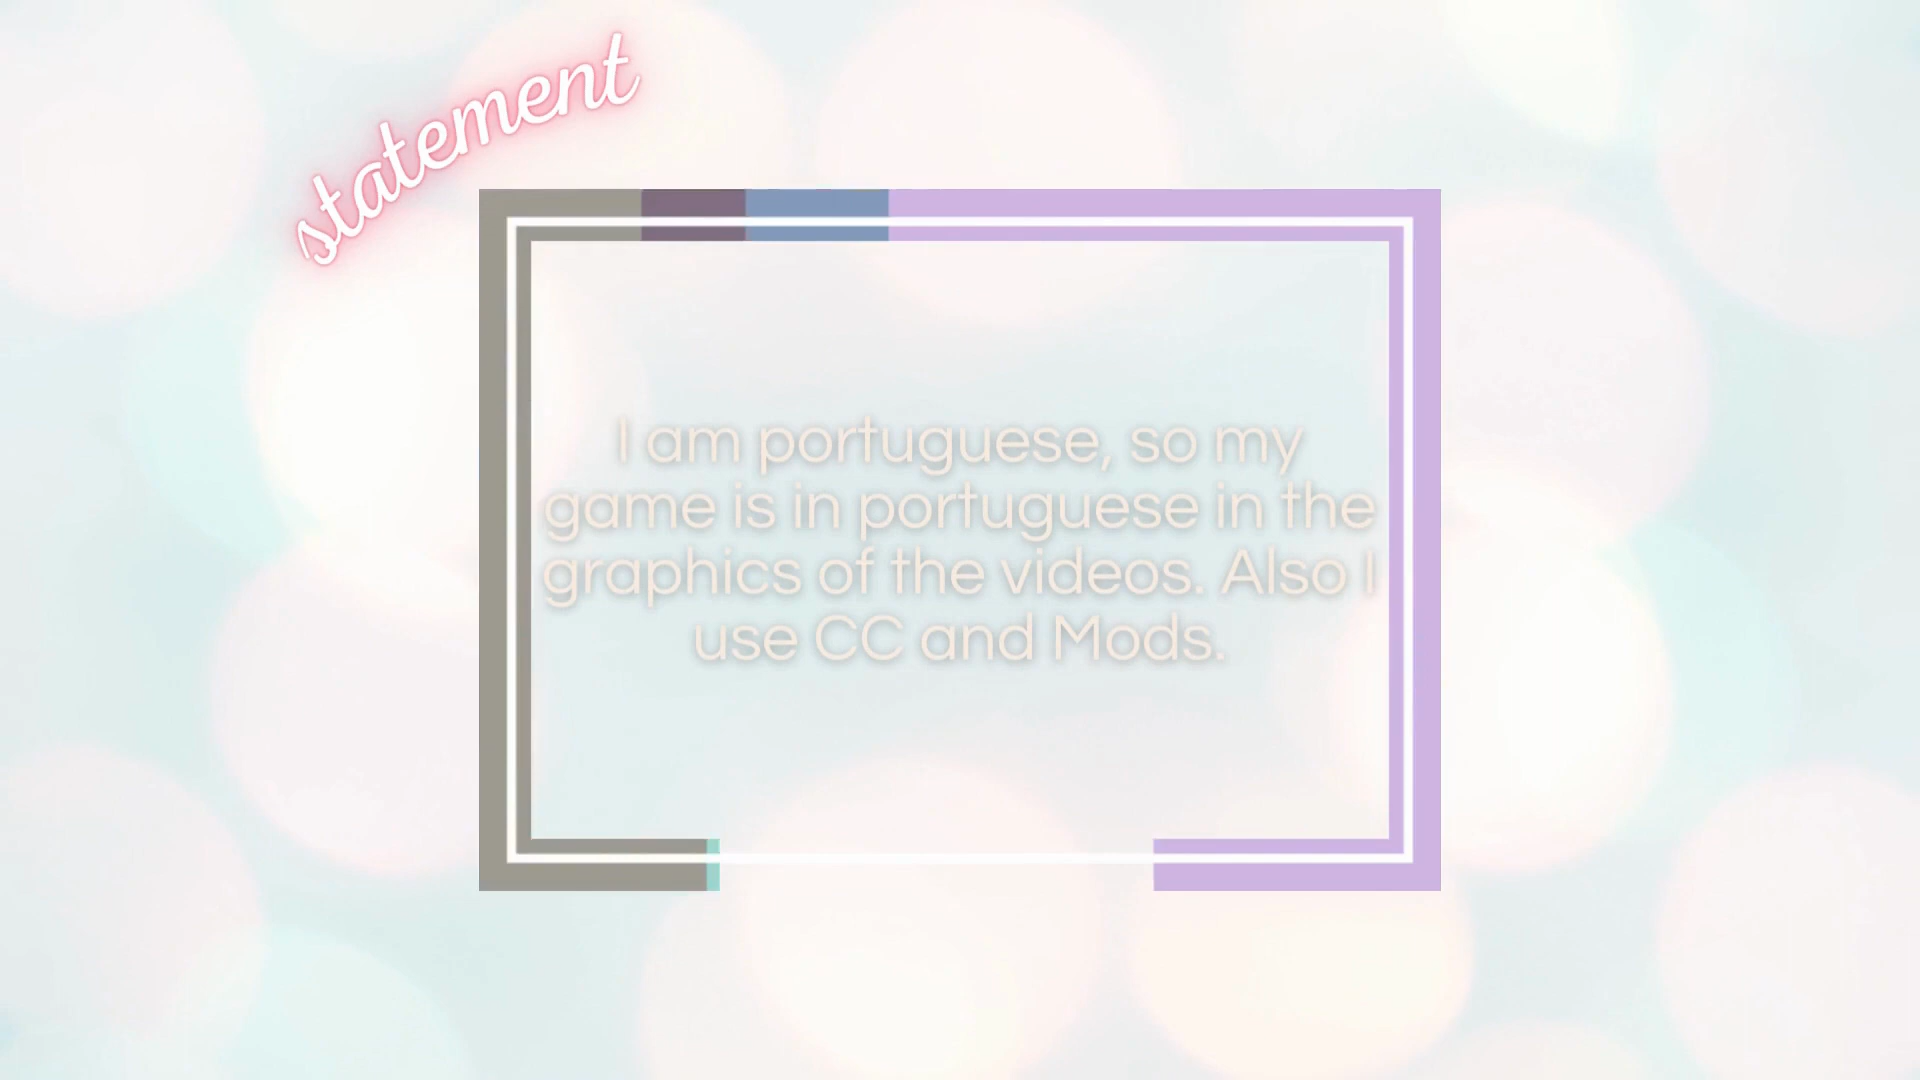 statement
I am portuguese, so my
game is in portuguese in the
graphics of the videos. Also I
use CC and Mods.